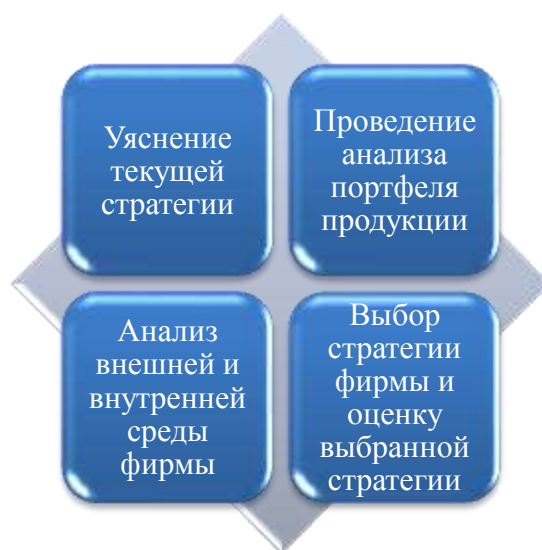 Уяснение
текущей
стратегии
Проведение
анализа
портфеля
продукции
Анализ
внешней и
внутренней
среды
фирмы
Выбор
стратегии
фирмы и
оценку
выбранной
стратегии